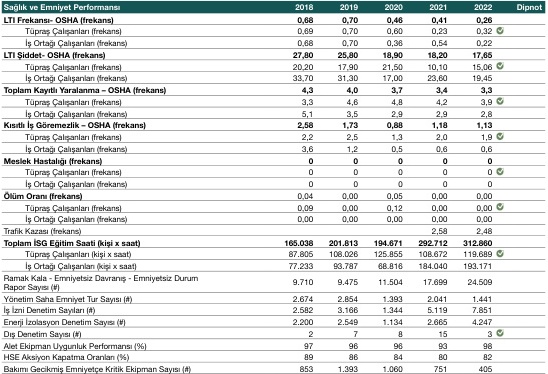 Sağlık ve Emniyet Performansı 2018 2019 2020 2021 2022 Dipnot
LTI Frekansı- OSHA (frekans) 0,68 0,70 0,46 0,41 0,26
Tüpraş Çalışanları (frekans) 0,69 0,70 0,60 0,23 0,32
İş Ortağı Çalışanları (frekans) 0,68 0,70 0,36 0,54 0,22
LTI Şiddet- OSHA (frekans) 27,80 25,80 18,90 18,20 17,65
Tüpraş Çalışanları (frekans) 20,20 17,90 21,50 10,10 15,06
İş Ortağı Çalışanları (frekans) 33,70 31,30 17,00 23,60 19,45
Toplam Kayıtlı Yaralanma – OSHA (frekans) 4,3 4,0 3,7 3,4 3,3
Tüpraş Çalışanları (frekans) 3,3 4,6 4,8 4,2 3,9
İş Ortağı Çalışanları (frekans) 5,1 3,5 2,9 2,9 2,8
Kısıtlı İş Göremezlik – OSHA (frekans) 2,58 1,73 0,88 1,18 1,13
Tüpraş Çalışanları (frekans) 2,2 2,5 1,3 2,0 1,9
İş Ortağı Çalışanları (frekans) 3,6 1,2 0,5 0,6 0,6
Meslek Hastalığı (frekans) 0 0 0 0 0
Tüpraş Çalışanları (frekans) 0 0 0 0 0
İş Ortağı Çalışanları (frekans) 0 0 0 0 0
Ölüm Oranı (frekans) 0,04 0,00 0,05 0,00 0,00
Tüpraş Çalışanları (frekans) 0,09 0,00 0,12 0,00 0,00
İş Ortağı Çalışanları (frekans) 0,00 0,00 0,00 0,00 0,00
Trafik Kazası (frekans) 2,58 2,48
Toplam İSG Eğitim Saati (kişi x saat) 165.038 201.813 194.671 292.712 312.860
Tüpraş Çalışanları (kişi x saat) 87.805 108.026 125.855 108.672 119.689
İş Ortağı Çalışanları (kişi x saat) 77.233 93.787 68.816 184.040 193.171
Ramak Kala - Emniyetsiz Davranış - Emniyetsiz Durum
Rapor Sayısı (#) 9.710 9.475 11.504 17.699 24.509
Yönetim Saha Emniyet Tur Sayısı (#) 2.674 2.854 1.393 2.041 1.441
İş İzni Denetim Sayıları (#) 2.582 3.166 1.344 5.119 7.851
Enerji İzolasyon Denetim Sayısı (#) 2.200 2.549 1.134 2.665 4.247
Dış Denetim Sayısı (#) 2 7 8 15 3
Alet Ekipman Uygunluk Performansı (%) 97 96 96 93 98
HSE Aksiyon Kapatma Oranları (%) 89 86 84 80 82
Bakımı Gecikmiş Emniyetçe Kritik Ekipman Sayısı (#) 853 1.393 1.060 751 405